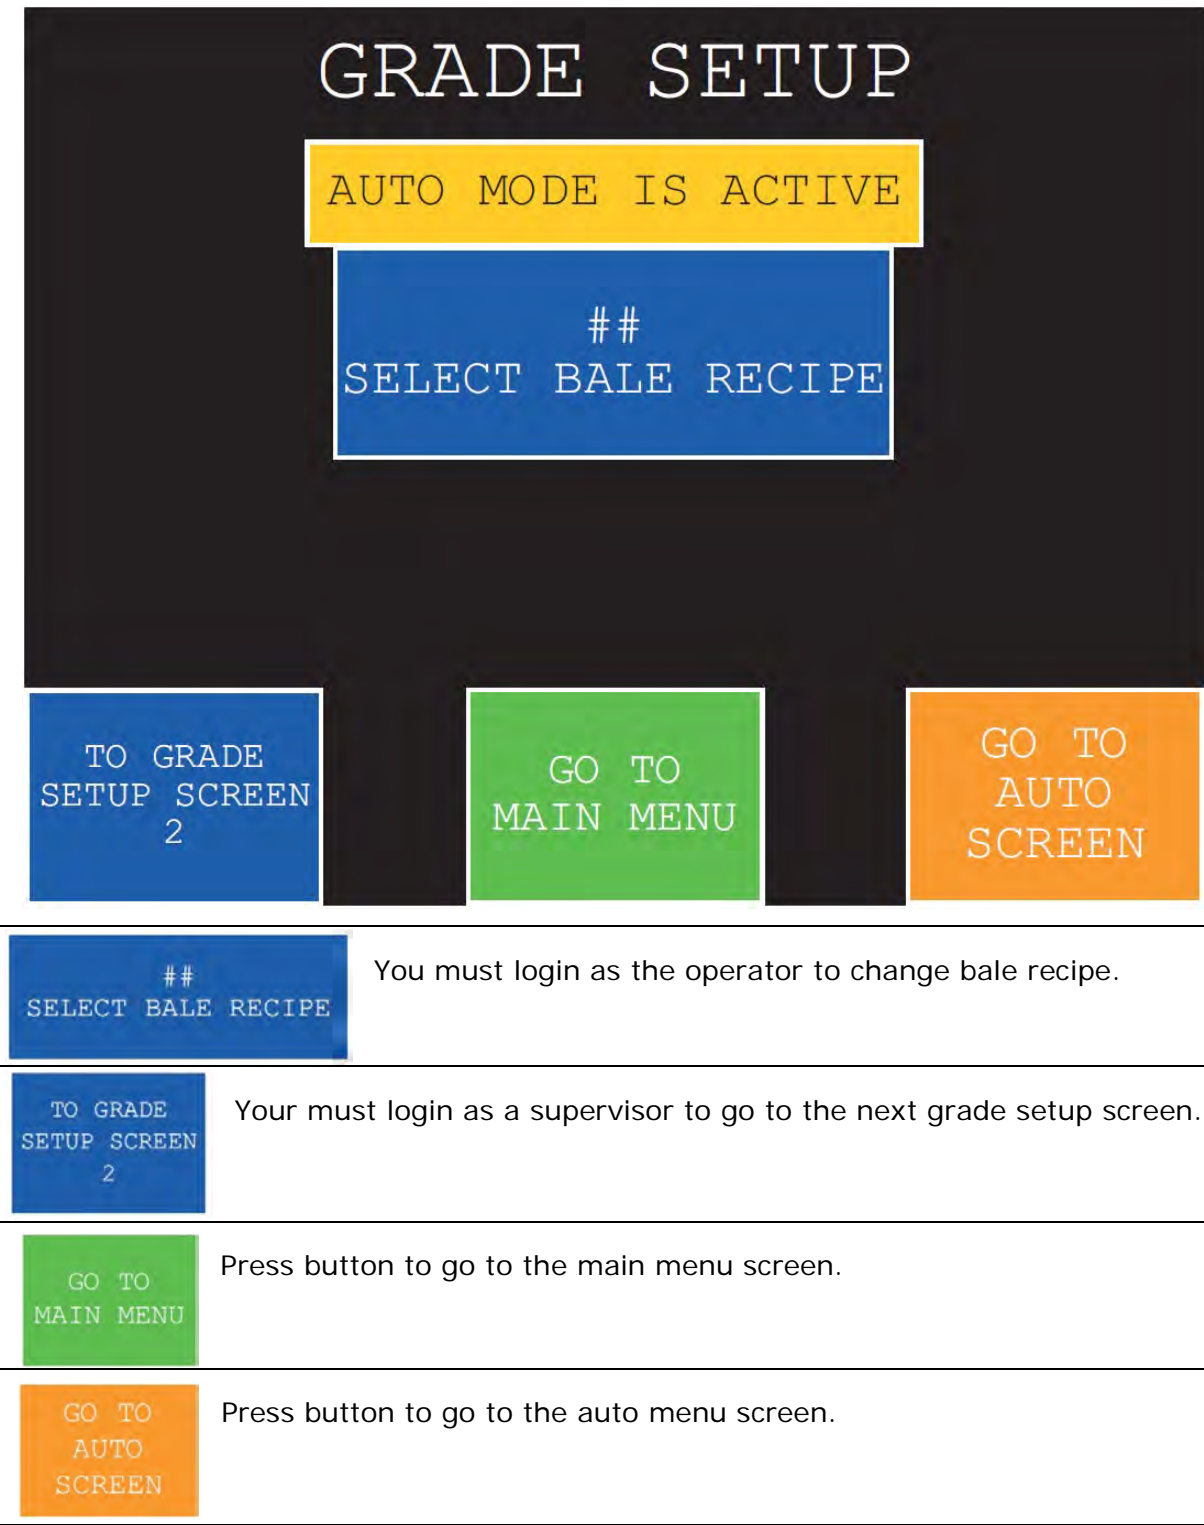 GRADE SETUP
AUTO MODE IS ACTIVE
##
SELECT BALE RECIPE
TO GRADE
SETUP SCREEN
2
GO TO
MAIN MENU
GO TO
AUTO
SCREEN
##
SELECT BALE RECIPE
You must login as the operator to change bale recipe.
TO GRADE
SETUP SCREEN
2
Your must login as a supervisor to go to the next grade setup screen.
GO TO
MAIN MENU
Press button to go to the main menu screen.
GO TO
AUTO
SCREEN
Press button to go to the auto menu screen.